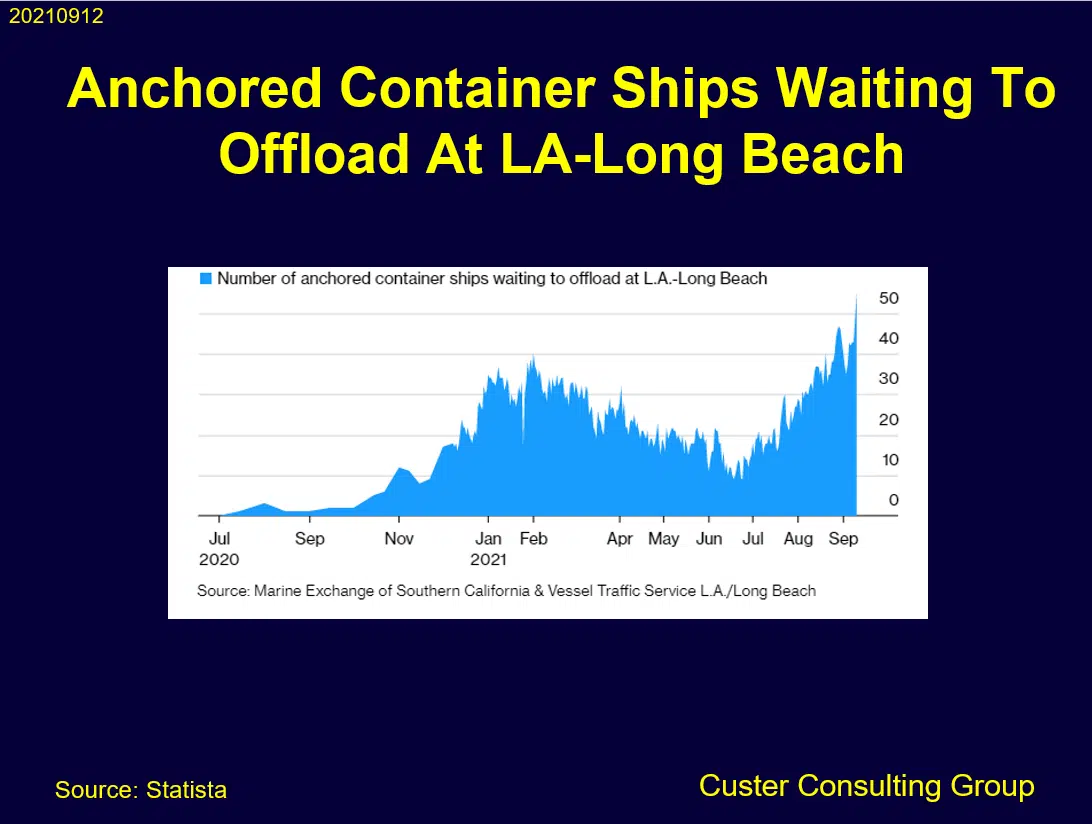 20210912
Anchored Container Ships Waiting To
Offload At LA-Long Beach
Number of anchored container ships waiting to offload at L.A.-Long Beach
50
40
30
20
10
0
Jul Sep Nov Jan Feb Apr May Jun Jul Aug Sep
2020 2021
Source: Marine Exchange of Southern California & Vessel Traffic Service L.A./Long Beach
Source: Statista
Custer Consulting Group